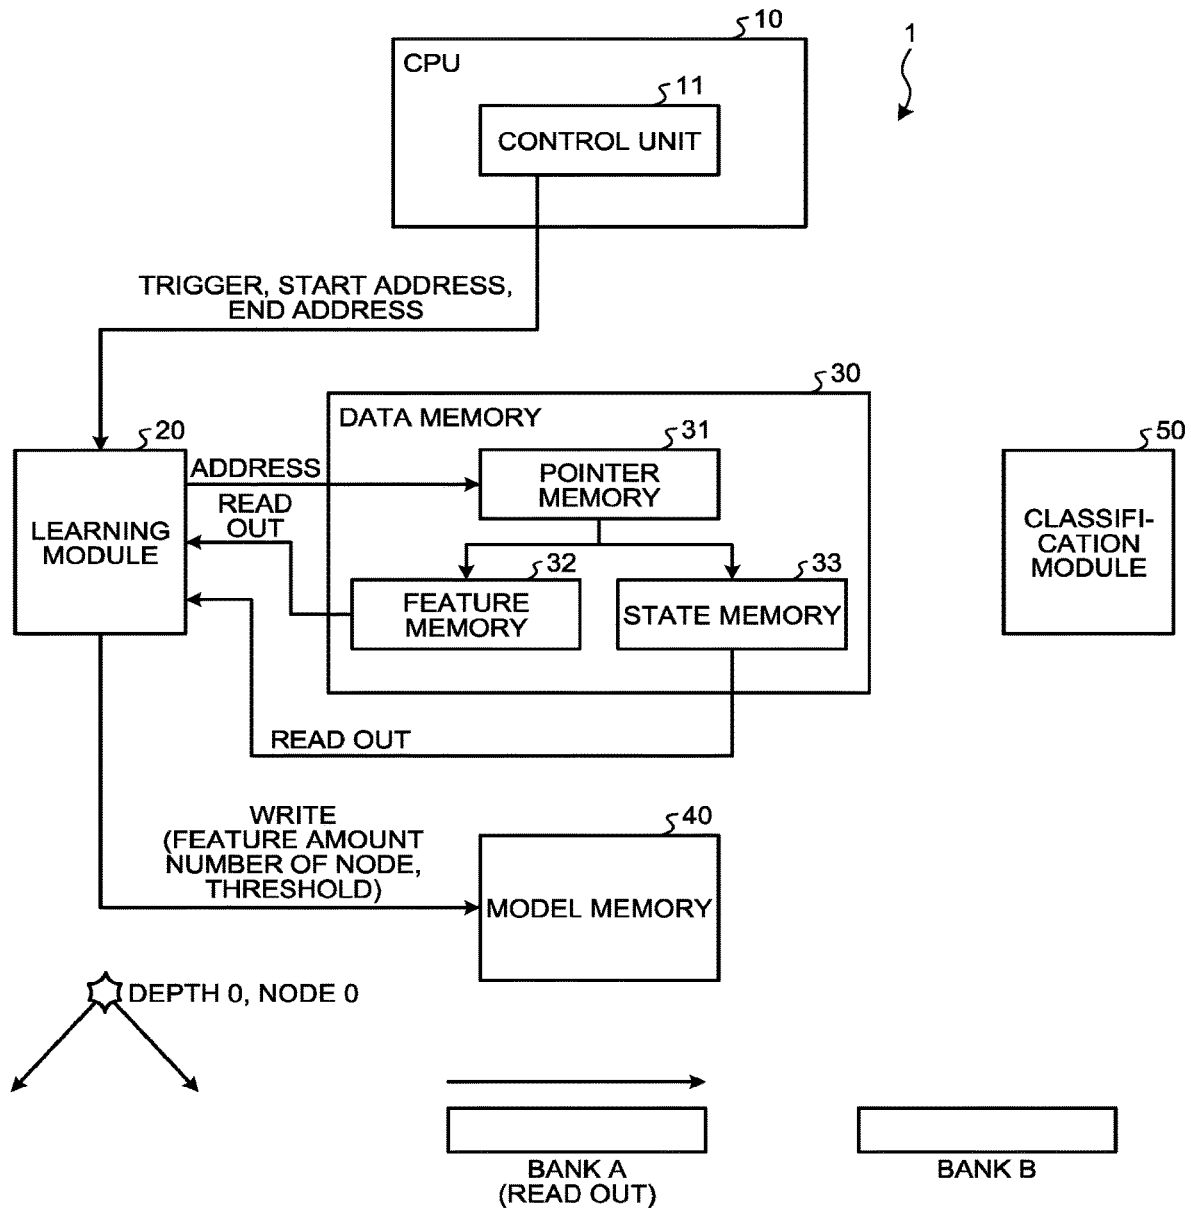 10
1
CPU
11
CONTROL UNIT
TRIGGER, START ADDRESS,
END ADDRESS
30
DATA MEMORY
20
31
50
ADDRESS
POINTER
MEMORY
READ
OUT
LEARNING
MODULE
CLASSIFI-
CATION
MODULE
32
33
FEATURE
MEMORY
STATE MEMORY
READ OUT
WRITE
(FEATURE AMOUNT
NUMBER OF NODE,
THRESHOLD)
40
MODEL MEMORY
DEPTH 0, NODE 0
BANK A
(READ OUT)
BANK B